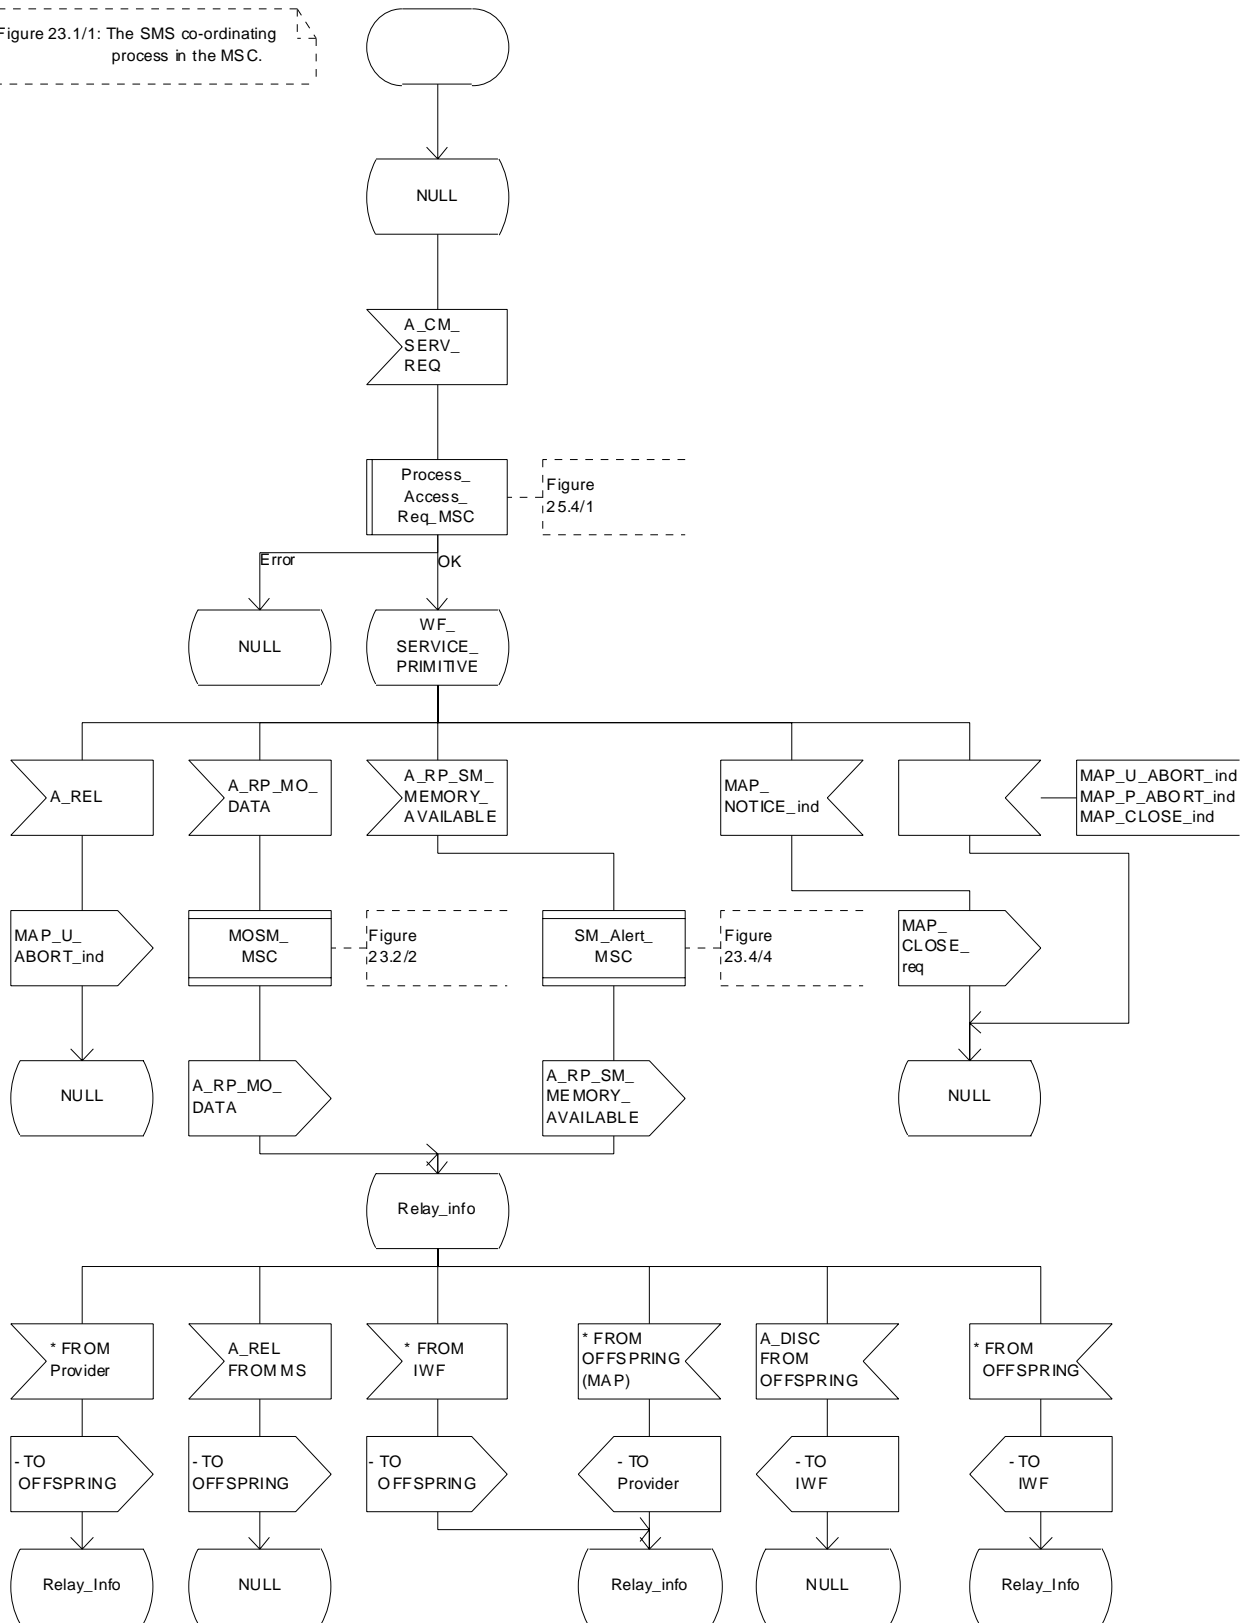 Figure 23.1/1: The SMS co-ordinating
process in the MSC.
NULL
A_CM_
SERV_
REQ
Process_
Access_
Req_MSC
Figure
25.4/1
Error
OK
NULL
WF_
SERVICE_
PRIMITIVE
A_REL
A_RP_MO_
DATA
A_RP_SM_
MEMORY_
AVAILABLE
MAP_
NOTICE_ind
MAP_U_ABORT_ind
MAP_P_ABORT_ind
MAP_CLOSE_ind
MAP_U_
ABORT_ind
MOSM_
MSC
Figure
23.2/2
SM_Alert_
MSC
Figure
23.4/4
MAP_
CLOSE_
req
NULL
A_RP_MO_
DATA
A_RP_SM_
MEMORY_
AVAILABLE
NULL
Relay_info
* FROM
Provider
A_REL
FROM MS
* FROM
IWF
* FROM
OFFSPRING
(MAP)
A_DISC
FROM
OFFSPRING
* FROM
OFFSPRING
- TO
OFFSPRING
- TO
OFFSPRING
- TO
OFFSPRING
- TO
Provider
- TO
IWF
- TO
IWF
Relay_Info
NULL
Relay_info
NULL
Relay_Info